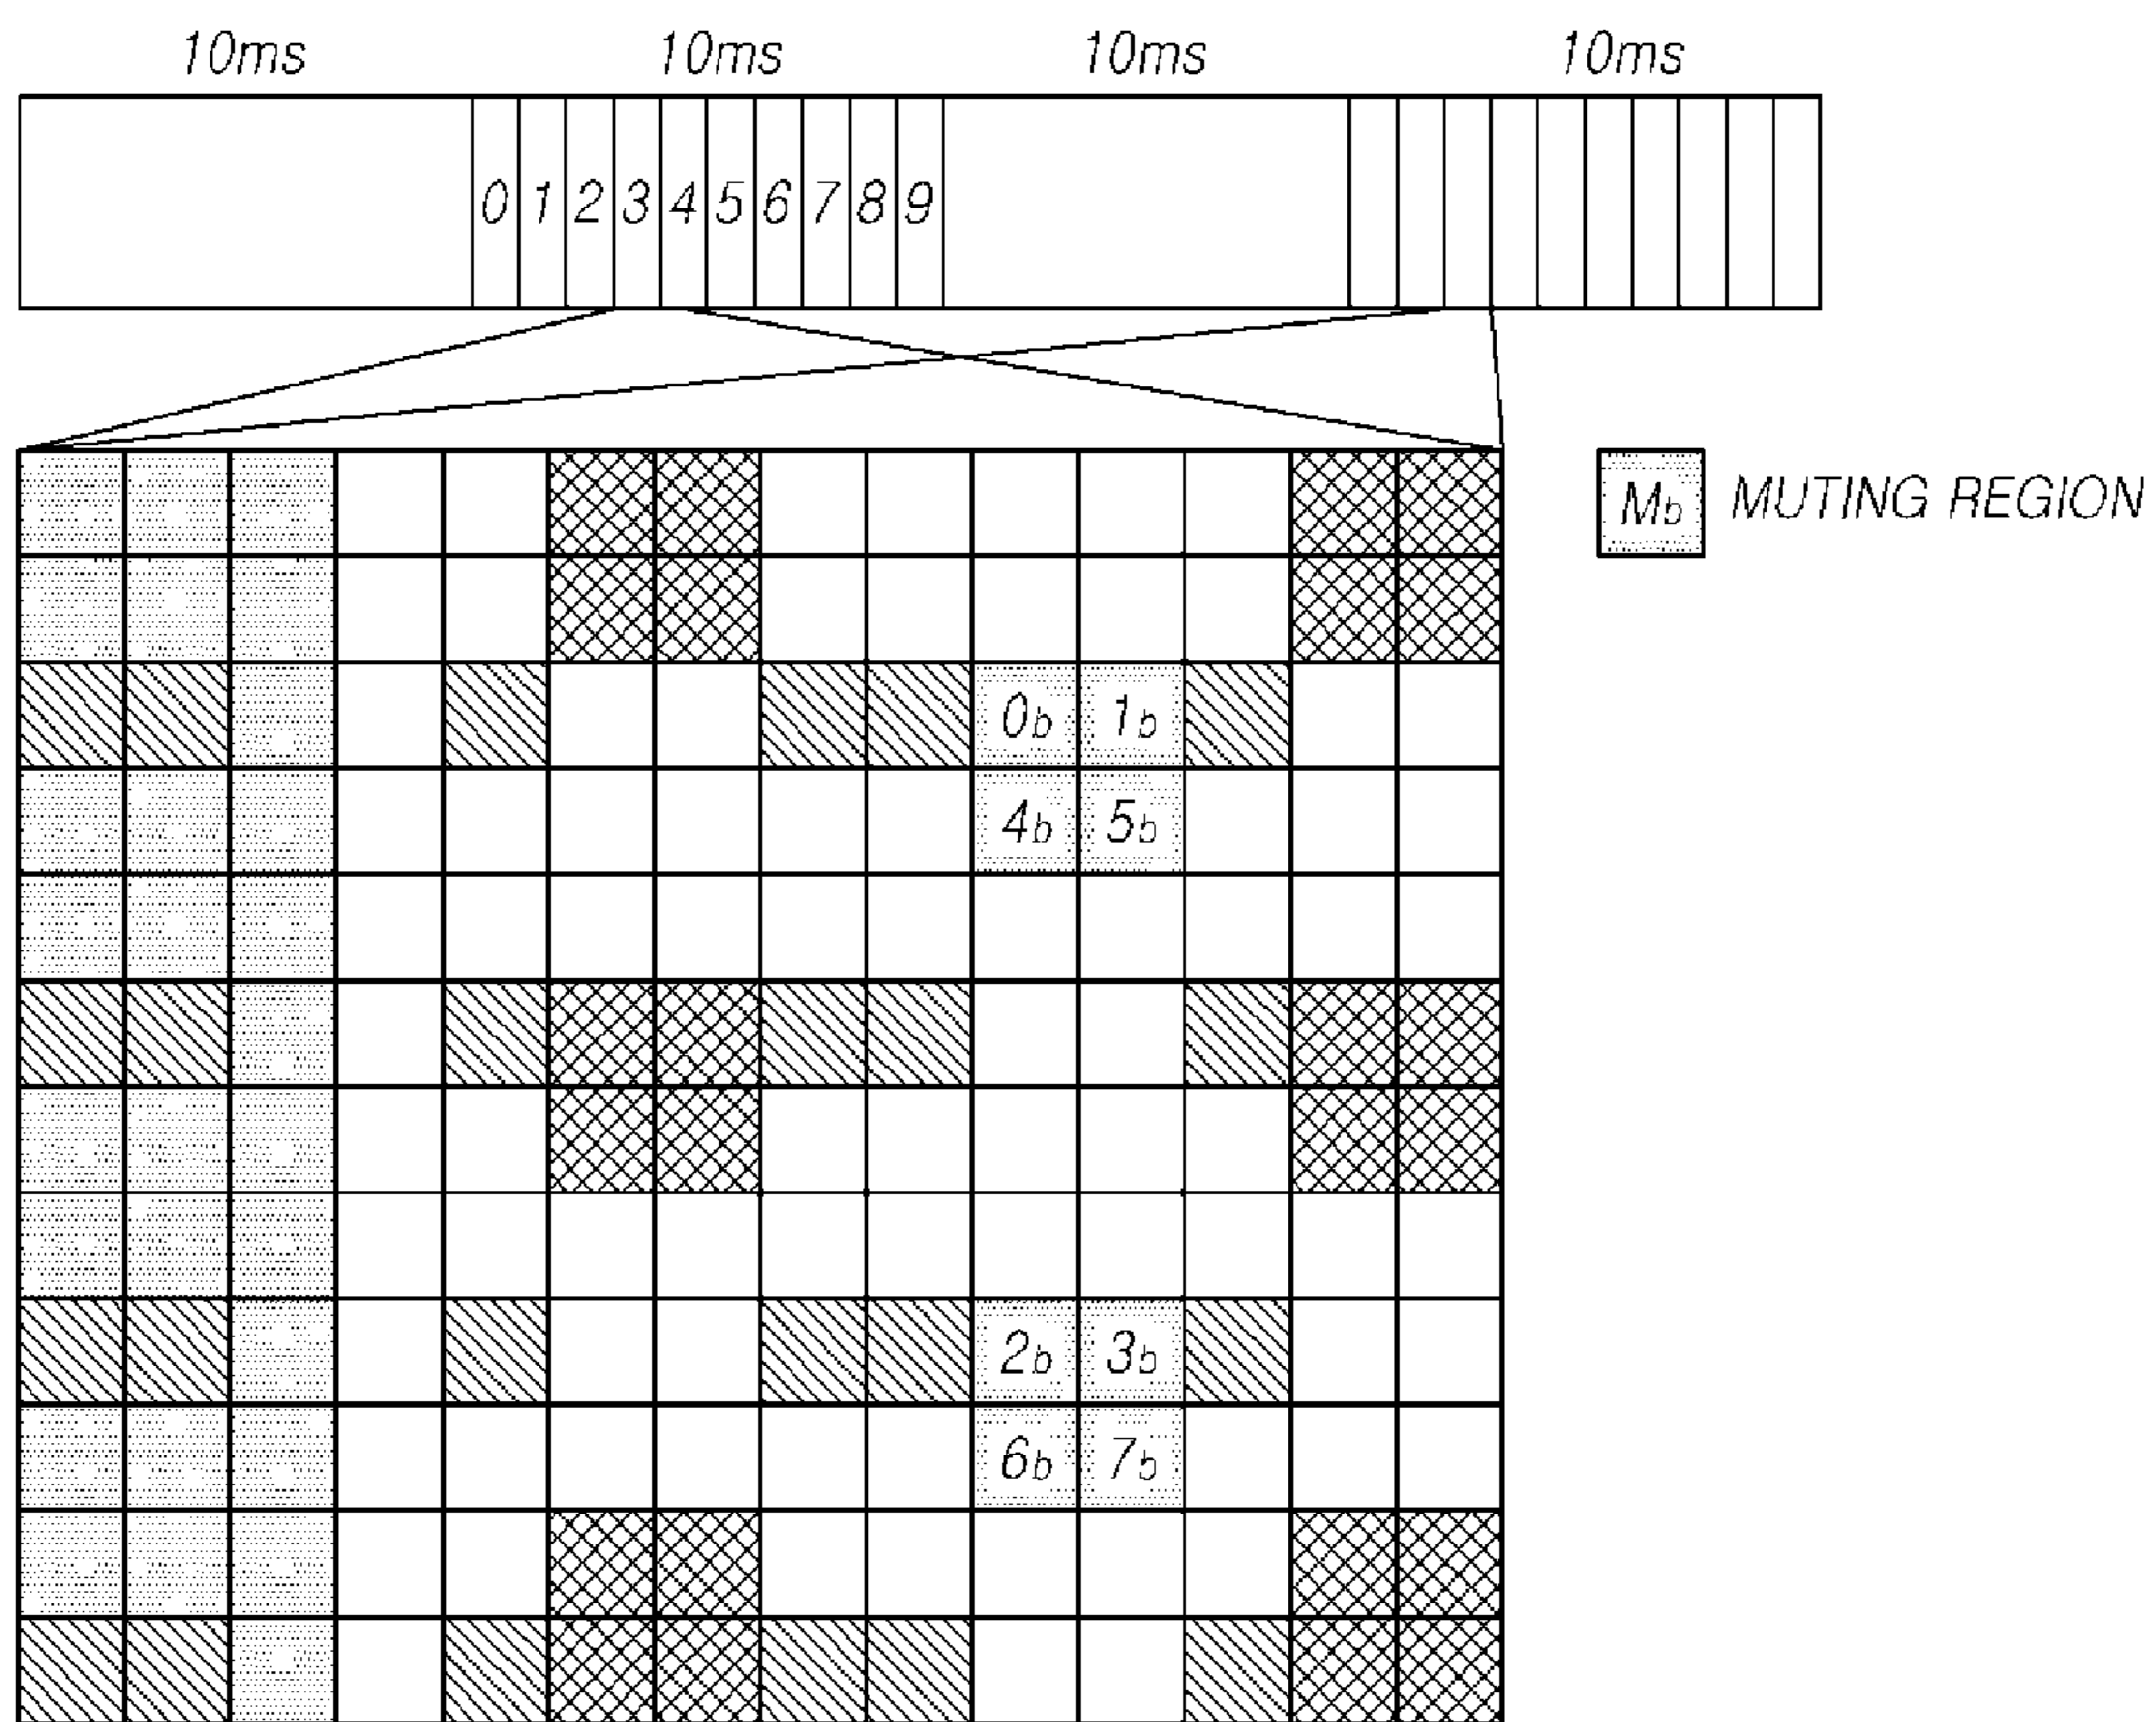 10ms 10ms 10ms 10ms
0 1 2 3 4 5 6 7 8 9
Mb MUTING REGION
0b 1b
4b 5b
2b 3b
6b 7b